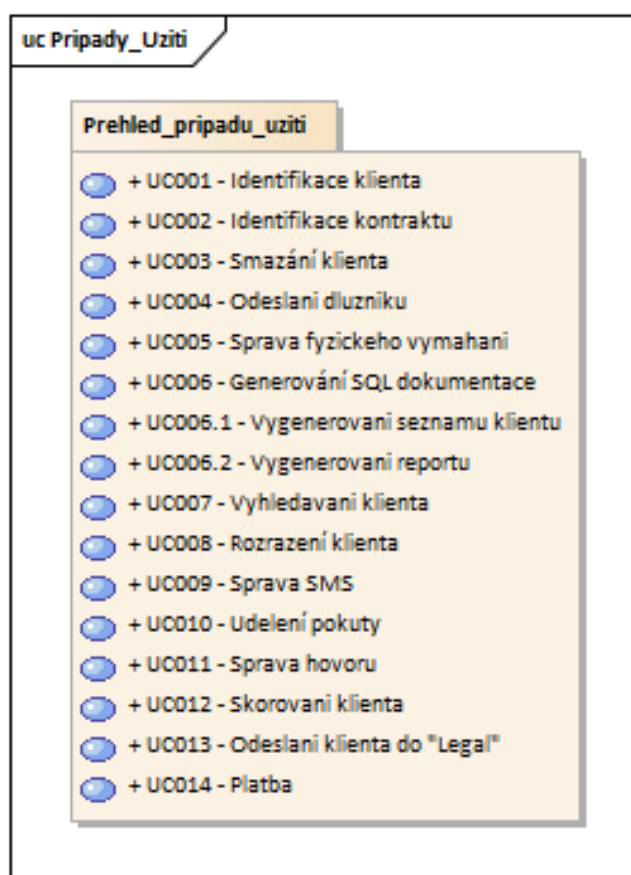 uc Pripady_Uziti
Prehled_pripadu_uziti
+ UC001 - Identifikace klienta
+ UC002 - Identifikace kontraktu
+ UC003 - Smazání klienta
+ UC004 - Odeslani dluzniku
+ UC005 - Sprava fyzickeho vymahani
+ UC006 - Generování SQL dokumentace
+ UC006.1 - Vygenerovani seznamu klientu
+ UC006.2 - Vygenerovani reportu
+ UC007 - Vyhledavani klienta
+ UC008 - Rozrazení klienta
+ UC009 - Sprava SMS
+ UC010 - Udelení pokuty
+ UC011 - Sprava hovoru
+ UC012 - Skorovani klienta
+ UC013 - Odeslani klienta do "Legal"
+ UC014 - Platba